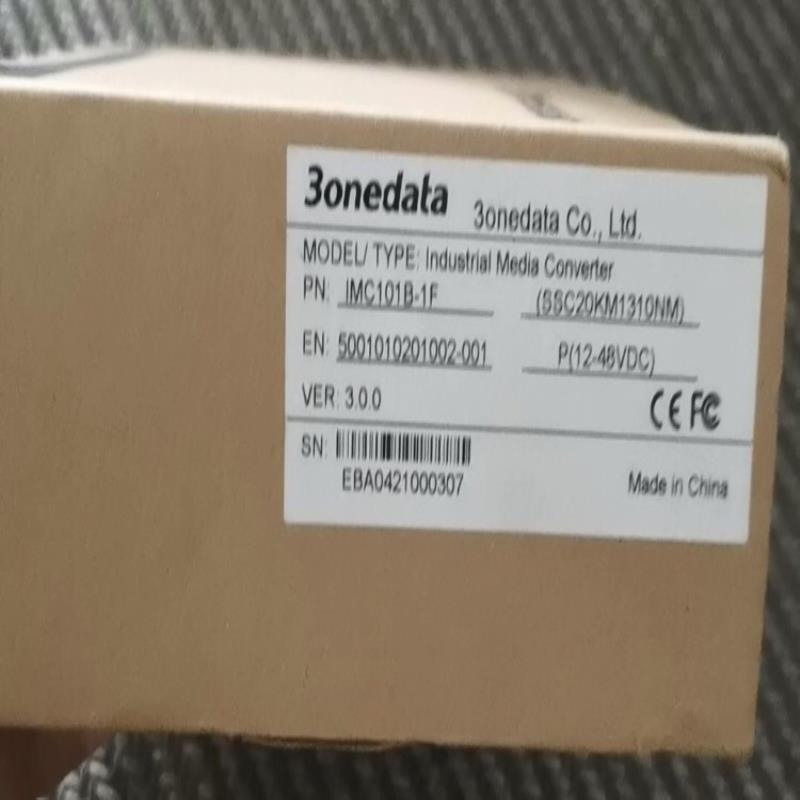 3onedata 3onedata Co., Ltd.
MODEL/ TYPE: Industrial Media Converter
PN: IMC101B-1F (SSC20KM1310NM)
EN: 5001010201002-001 P(12-48VDC)
VER: 3.0.0 CE FC
SN:
EBA0421000307 Made in China